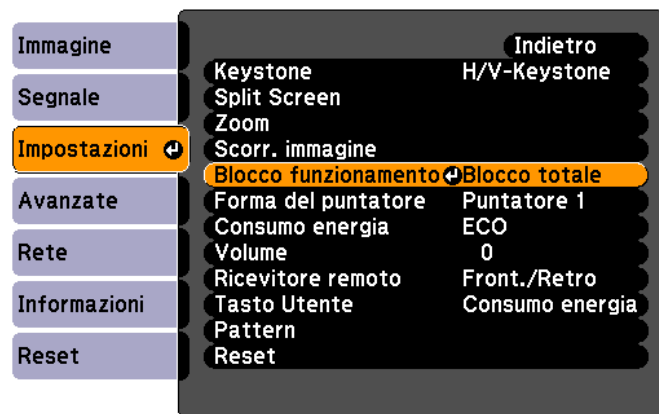 Immagine
Segnale
Impostazioni
Avanzate
Rete
Informazioni
Reset
Indietro
Keystone H/V-Keystone
Split Screen
Zoom
Scorr. immagine
Blocco funzionamento Blocco totale
Forma del puntatore Puntatore 1
Consumo energia ECO
Volume 0
Ricevitore remoto Front./Retro
Tasto Utente Consumo energia
Pattern
Reset